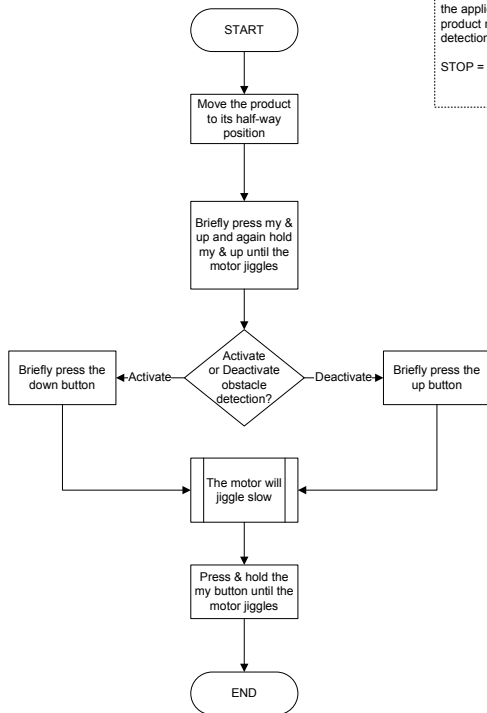 the
product
detection
STOP =
START
Move the product
to its half-way
position
Briefly press my &
up and again hold
my & up until the
motor jiggles
Activate
or Deactivate
obstacle
detection?
Activate
Deactivate
Briefly press the
down button
Briefly press the
up button
The motor will
jiggle slow
Press & hold the
my button until the
motor jiggles
END